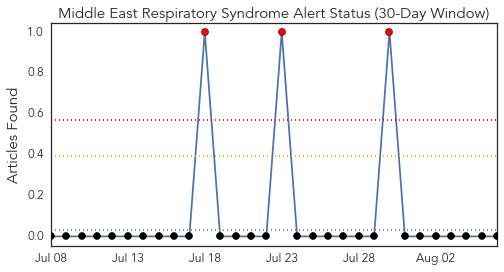 Middle East Respiratory Syndrome Alert Status (30-Day Window)
Articles Found
1.0
0.8
0.6
0.4
0.2
0.0
Jul 08 Jul 13 Jul 18 Jul 23 Jul 28 Aug 02